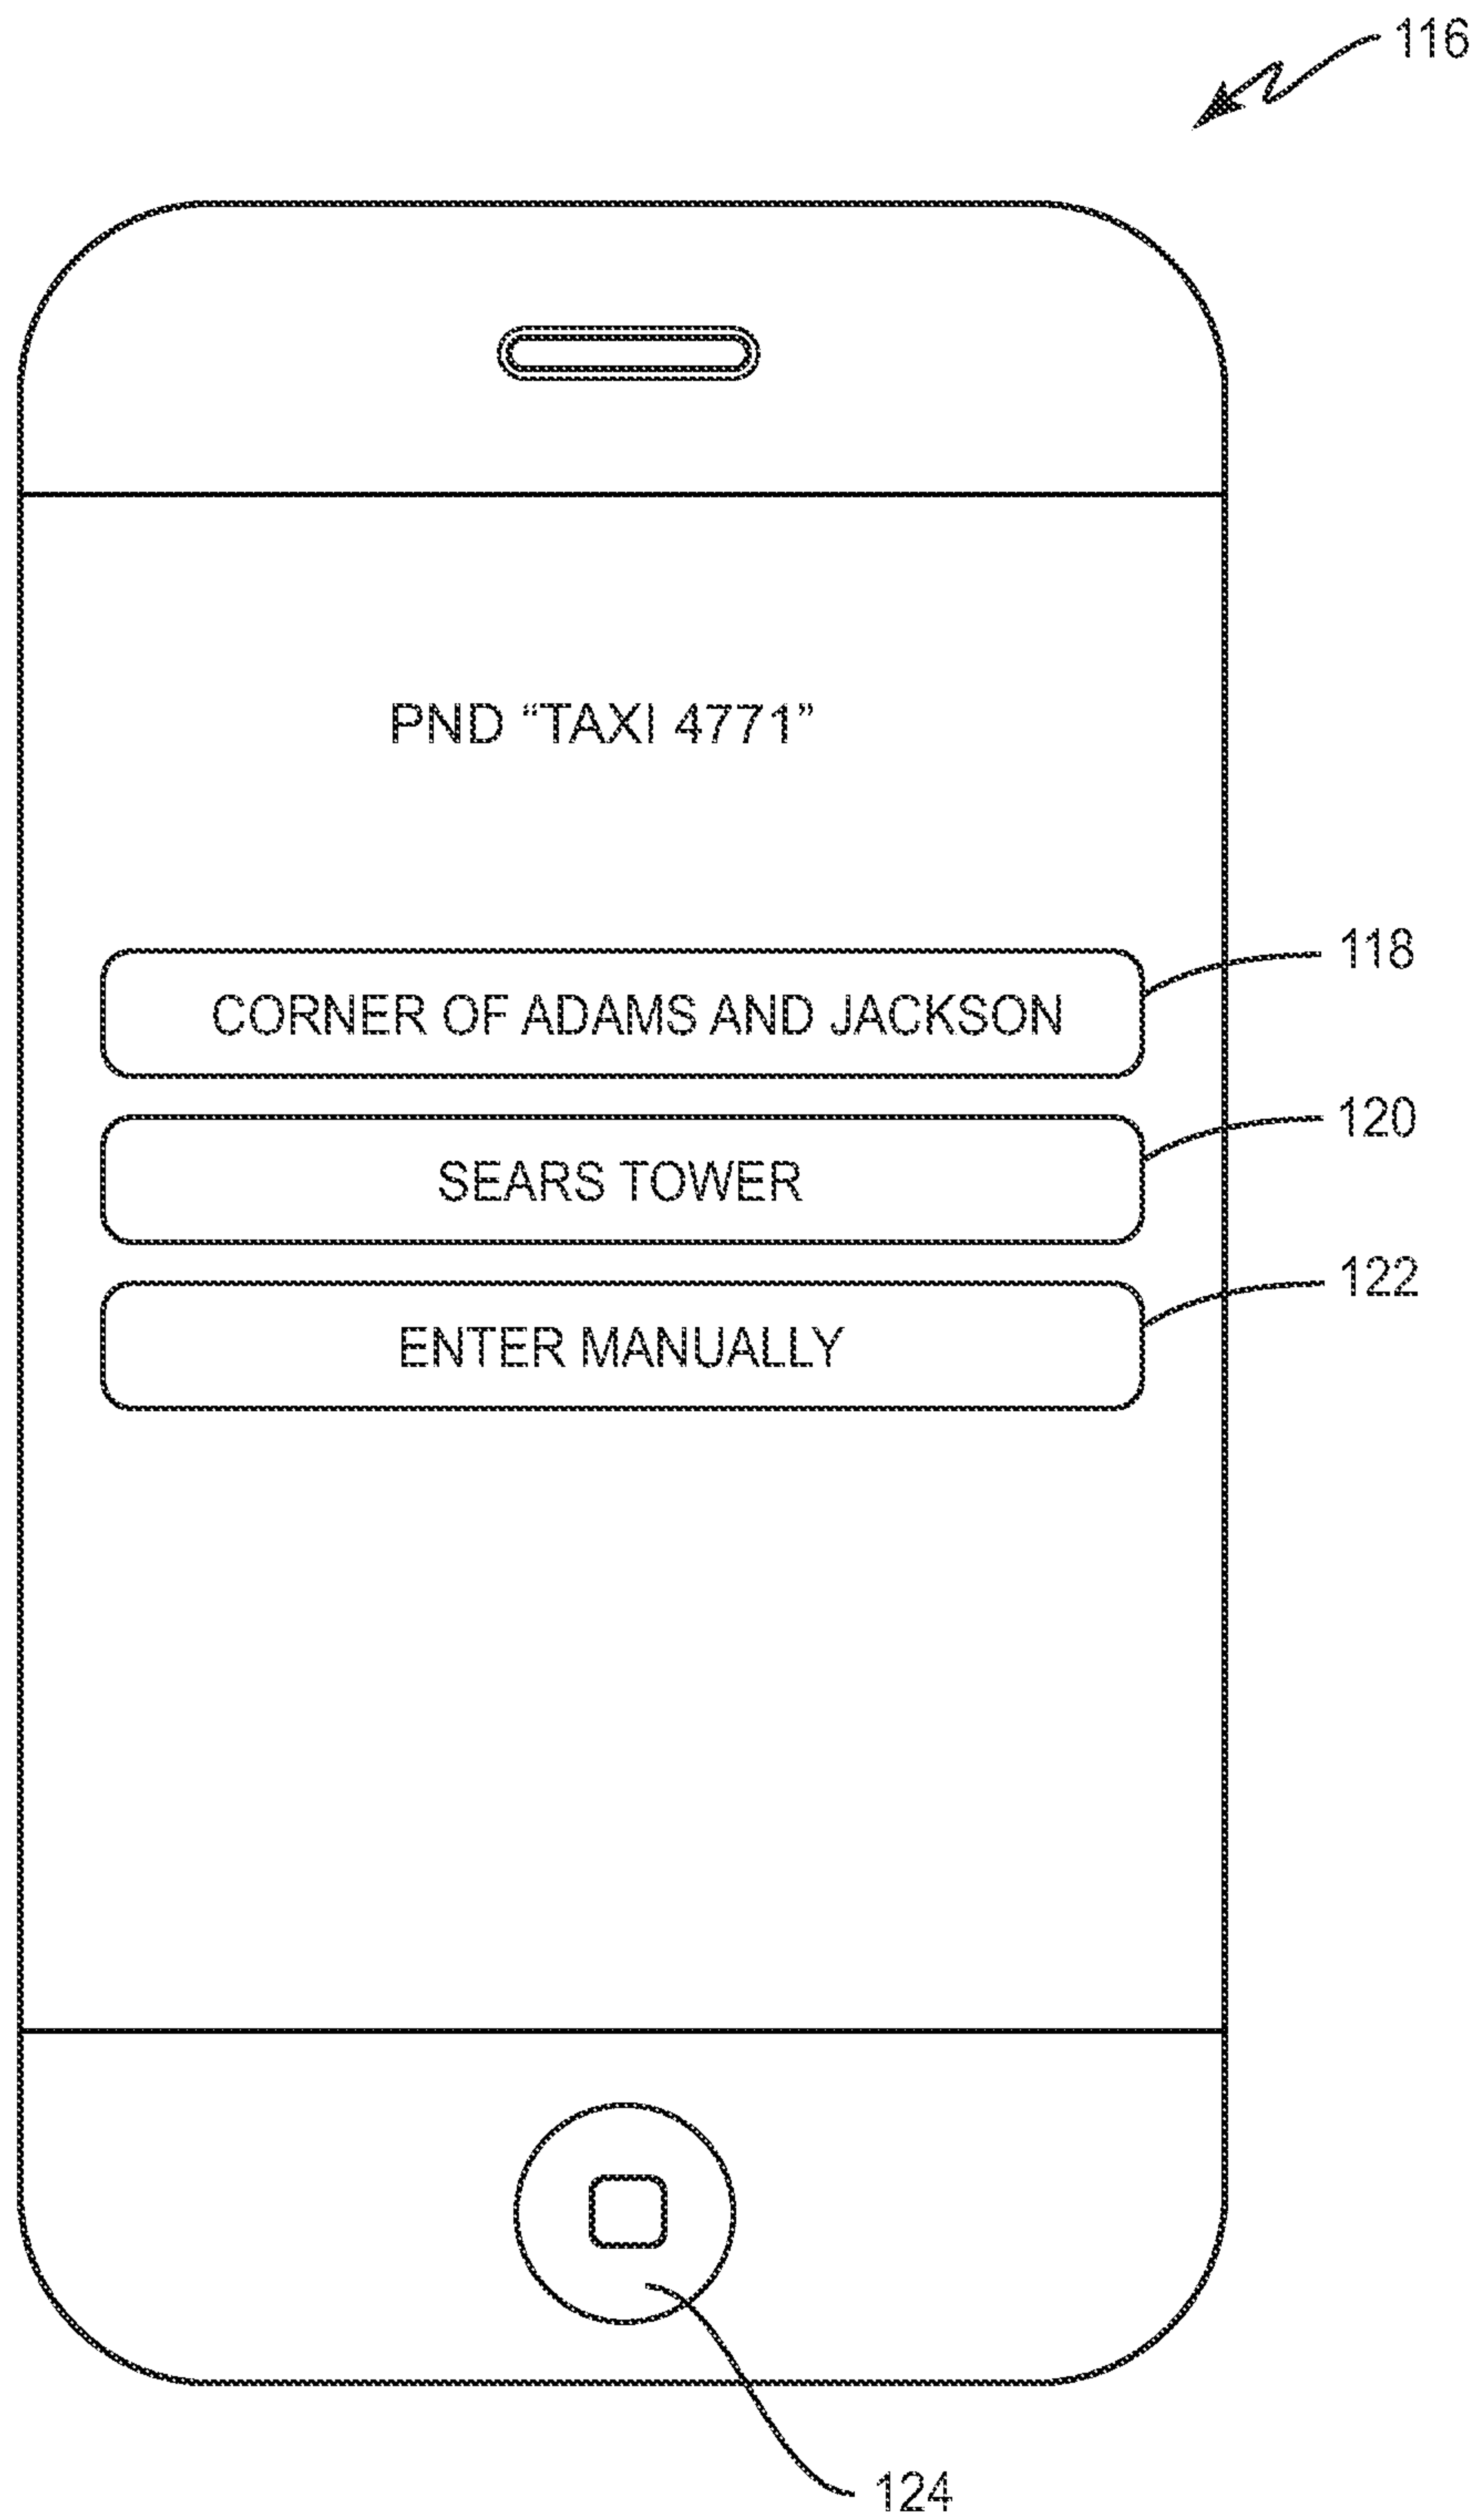 116
PND “TAXI 4771”
118
CORNER OF ADAMS AND JACKSON
120
SEARS TOWER
122
ENTER MANUALLY
124